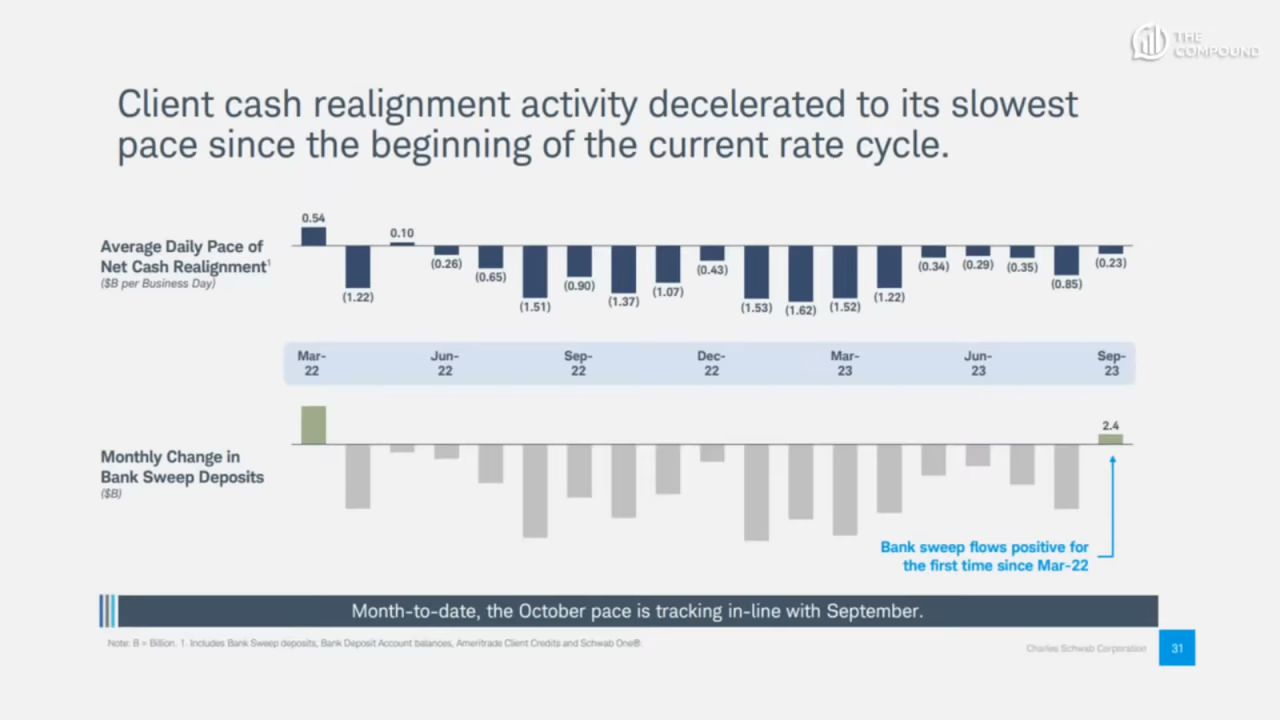 THE
COMPOUND
Client cash realignment activity decelerated to its slowest
pace since the beginning of the current rate cycle.
Average Daily Pace of
Net Cash Realignment¹
($B per Business Day)
0.54
(1.22)
0.10
(0.26)
(0.65)
(1.51)
(0.90)
(1.37)
(1.07)
(0.43)
(1.53)
(1.62)
(1.52)
(1.22)
(0.34)
(0.29)
(0.35)
(0.85)
(0.23)
Mar-
22
Jun-
22
Sep-
22
Dec-
22
Mar-
23
Jun-
23
Sep-
23
Monthly Change in
Bank Sweep Deposits
($B)
2.4
Bank sweep flows positive for
the first time since Mar-22
Month-to-date, the October pace is tracking in-line with September.
Note: B = Billion. 1. Includes Bank Sweep deposits, Bank Deposit Account balances, Ameritrade Client Credits and Schwab One®.
Charles Schwab Corporation
31